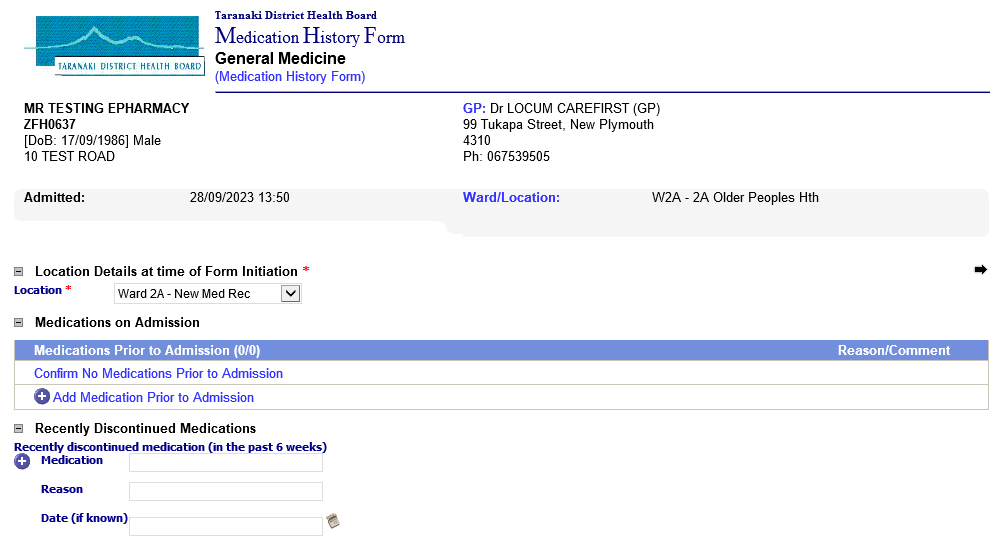 TARANAKI DISTRICT HEALTH BOARD
Taranaki District Health Board
Medication History Form
General Medicine
(Medication History Form)
MR TESTING EPHARMACY
ZFH0637
[DoB: 17/09/1986] Male
10 TEST ROAD
GP: Dr LOCUM CAREFIRST (GP)
99 Tukapa Street, New Plymouth
4310
Ph: 067539505
Admitted: 28/09/2023 13:50 Ward/Location: W2A - 2A Older Peoples Hth
Location Details at time of Form Initiation *
Location * Ward 2A - New Med Rec
Medications on Admission
Medications Prior to Admission (0/0) Reason/Comment
Confirm No Medications Prior to Admission
Add Medication Prior to Admission
Recently Discontinued Medications
Recently discontinued medication (in the past 6 weeks)
Medication
Reason
Date (if known)